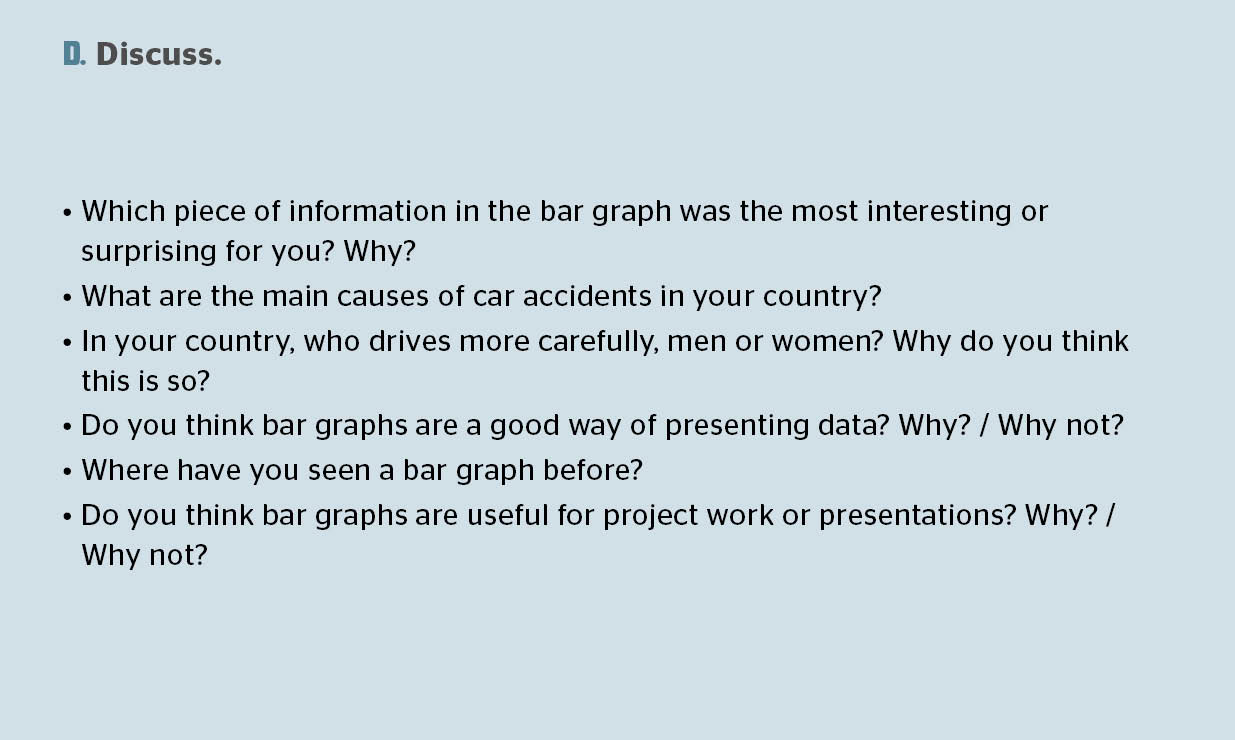 D. Discuss.
• Which piece of information in the bar graph was the most interesting or
surprising for you? Why?
• What are the main causes of car accidents in your country?
• In your country, who drives more carefully, men or women? Why do you think
this is so?
• Do you think bar graphs are a good way of presenting data? Why? / Why not?
• Where have you seen a bar graph before?
• Do you think bar graphs are useful for project work or presentations? Why? /
Why not?